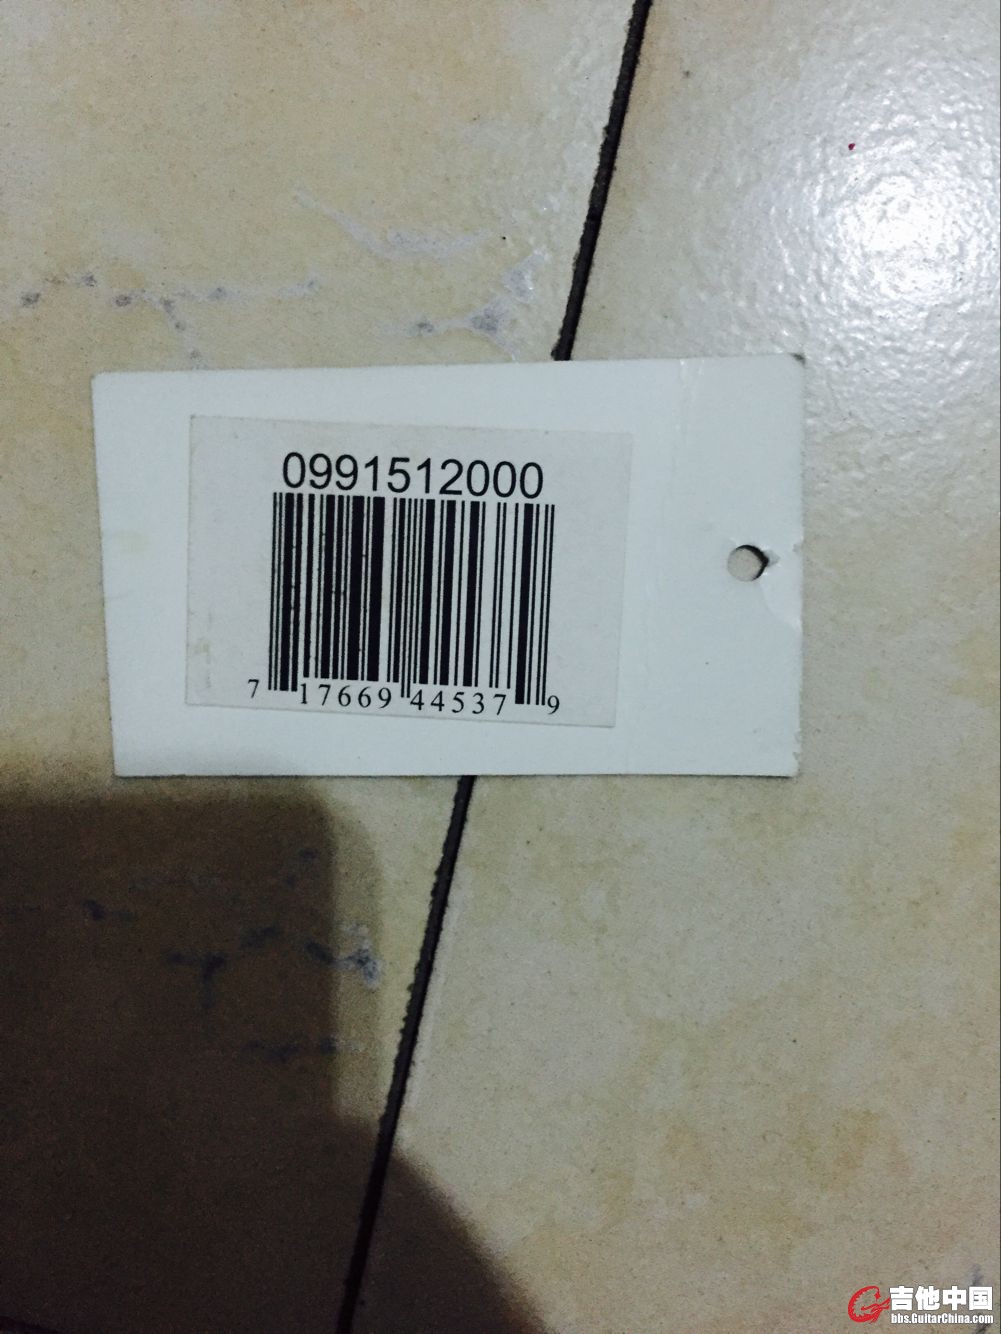 0991512000
7 17669 44537 9
吉他中国
bbs.GuitarChina.com